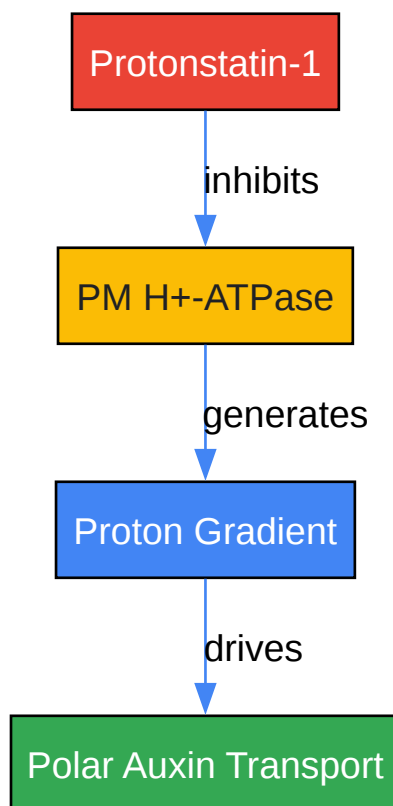 Protonstatin-1
inhibits
PM H+-ATPase
generates
Proton Gradient
drives
Polar Auxin Transport